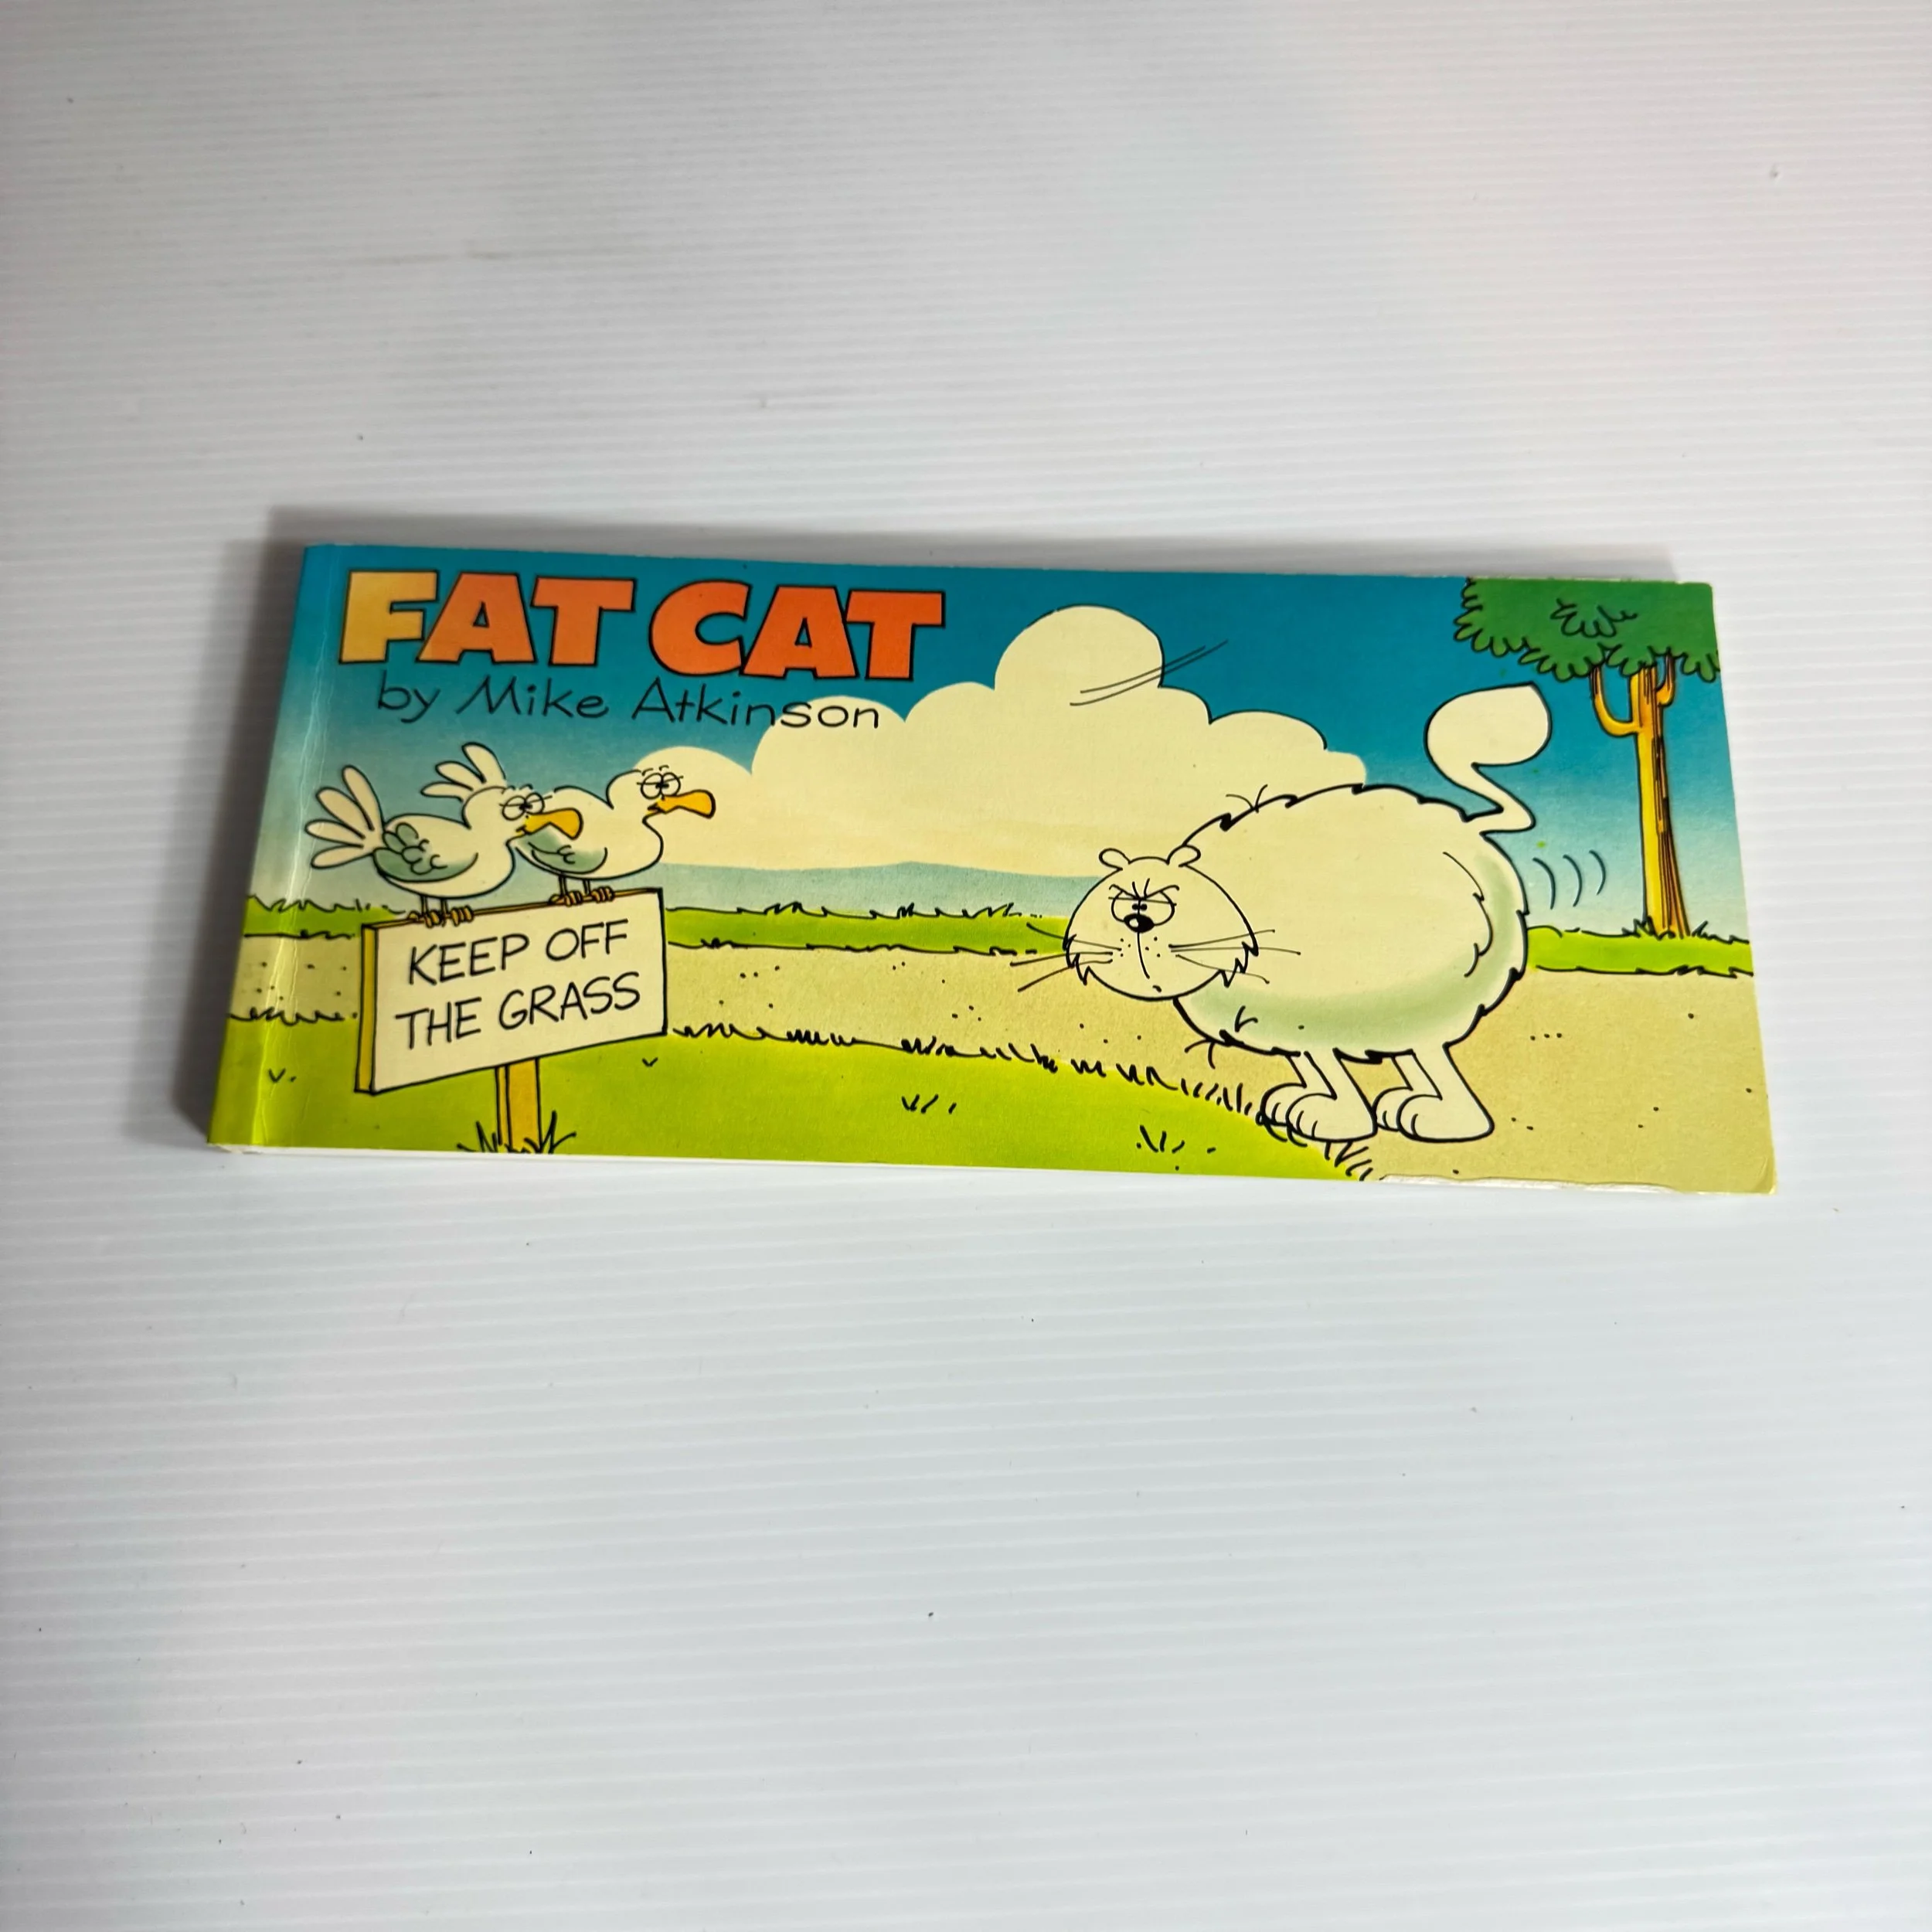 FAT CAT
by Mike Atkinson
KEEP OFF
THE GRASS